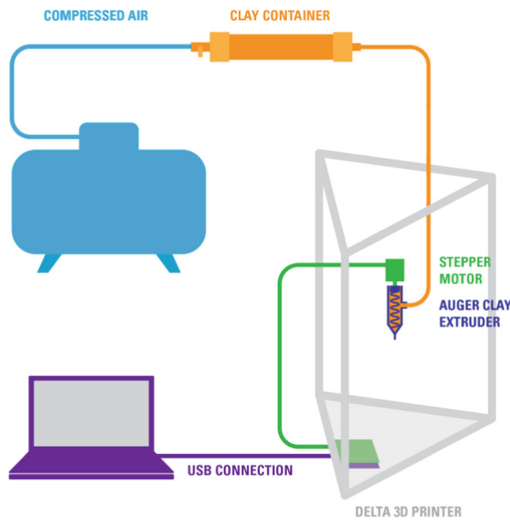 COMPRESSED AIR
CLAY CONTAINER
STEPPER
MOTOR
AUGER CLAY
EXTRUDER
USB CONNECTION
DELTA 3D PRINTER